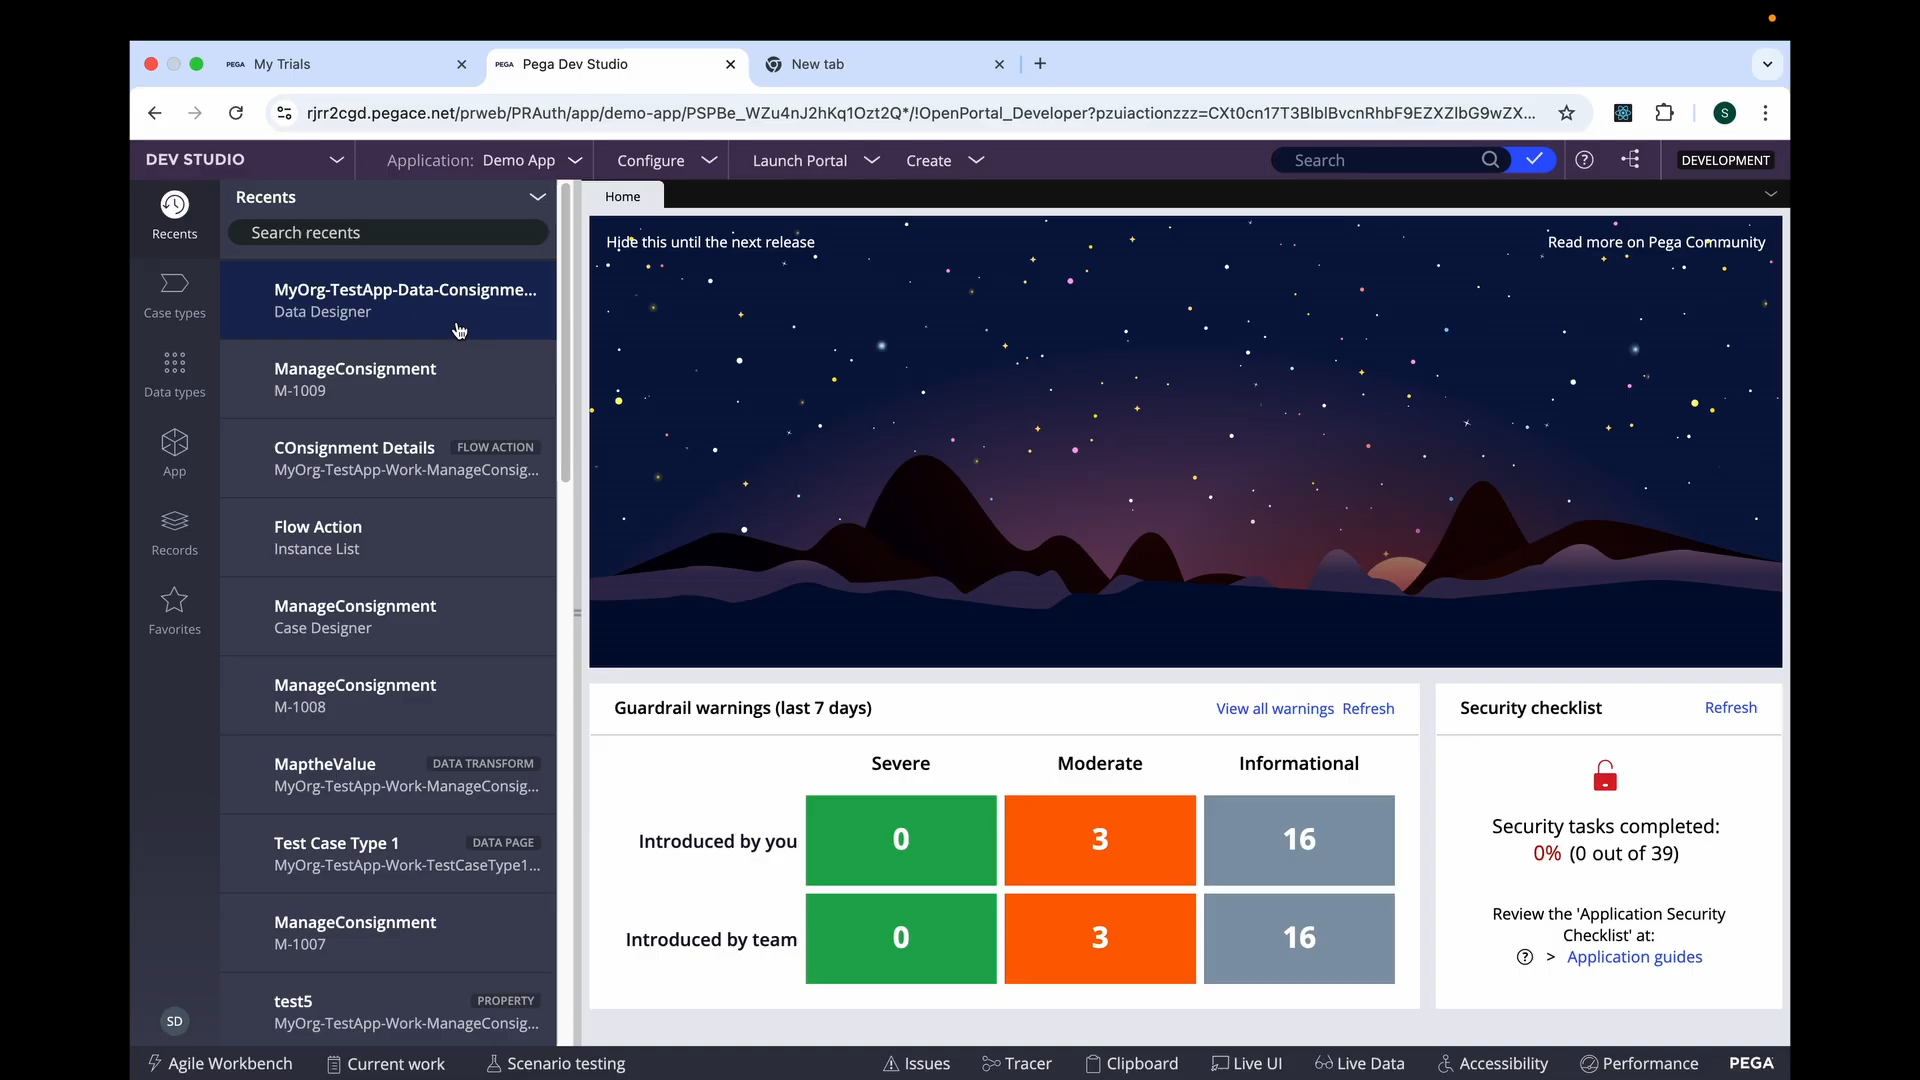 PEGA My Trials
PEGA Pega Dev Studio
New tab
rjrr2cgd.pegace.net/prweb/PRAuth/app/demo-app/PSPBe_WZu4nJ2hKq1Ozt2Q*/!OpenPortal_Developer?pzuiactionzzz=CXt0cn17T3BlblBvcnRhbF9EZXZlbG9wZX...
S
DEV STUDIO
Application: Demo App
Configure
Launch Portal
Create
Search
DEVELOPMENT
Recents
Case types
Data types
App
Records
Favorites
SD
Recents
Search recents
MyOrg-TestApp-Data-Consignme...
Data Designer
ManageConsignment
M-1009
COnsignment Details FLOW ACTION
MyOrg-TestApp-Work-ManageConsig...
Flow Action
Instance List
ManageConsignment
Case Designer
ManageConsignment
M-1008
MaptheValue DATA TRANSFORM
MyOrg-TestApp-Work-ManageConsig...
Test Case Type 1 DATA PAGE
MyOrg-TestApp-Work-TestCaseType1...
ManageConsignment
M-1007
test5 PROPERTY
MyOrg-TestApp-Work-ManageConsig...
Home
Hide this until the next release
Read more on Pega Community
Guardrail warnings (last 7 days)
View all warnings Refresh
Severe Moderate Informational
Introduced by you 0 3 16
Introduced by team 0 3 16
Security checklist
Refresh
Security tasks completed:
0% (0 out of 39)
Review the 'Application Security
Checklist' at:
? > Application guides
Agile Workbench
Current work
Scenario testing
Issues
Tracer
Clipboard
Live UI
Live Data
Accessibility
Performance
PEGA